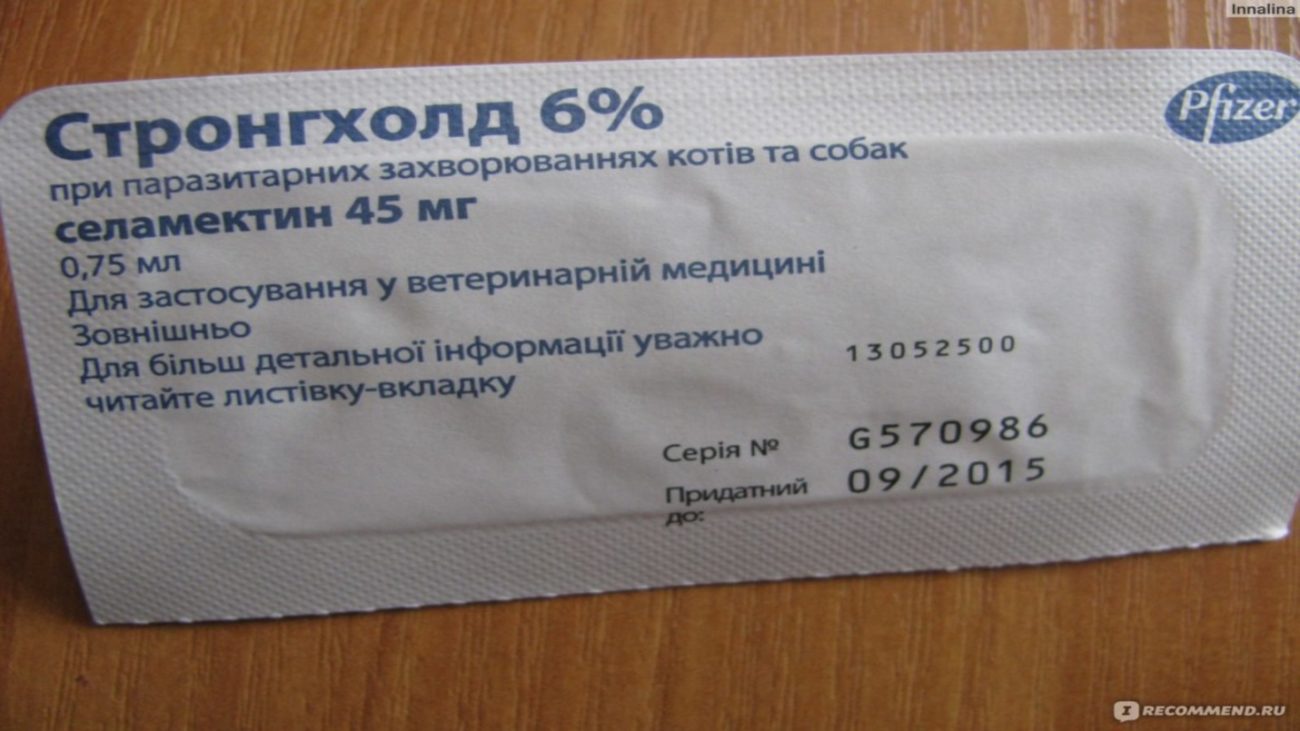 Innalina
Стронгхолд 6%
Pfizer
при паразитарних захворюваннях котів та собак
селамектин 45 мг
0,75 мл
Для застосування у ветеринарній медицині
Зовнішньо
Для більш детальної інформації уважно
читайте листівку-вкладку
13052500
Серія № G570986
Придатний 09/2015
до:
IRECOMMEND.RU